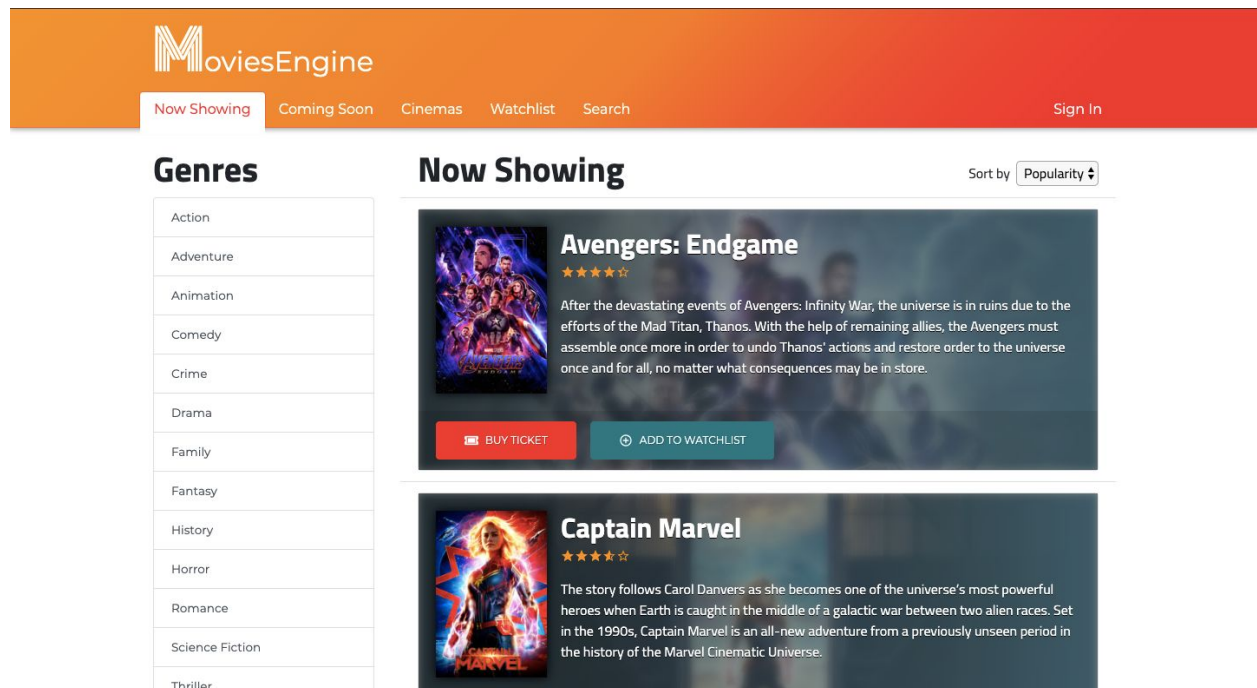 MoviesEngine
Now Showing
Coming Soon
Cinemas
Watchlist
Search
Sign In
Genres
Action
Adventure
Animation
Comedy
Crime
Drama
Family
Fantasy
History
Horror
Romance
Science Fiction
Thriller
Now Showing
Sort by Popularity
AVENGERS
ENDGAME
Avengers: Endgame
After the devastating events of Avengers: Infinity War, the universe is in ruins due to the
efforts of the Mad Titan, Thanos. With the help of remaining allies, the Avengers must
assemble once more in order to undo Thanos' actions and restore order to the universe
once and for all, no matter what consequences may be in store.
BUY TICKET
ADD TO WATCHLIST
CAPTAIN
MARVEL
Captain Marvel
The story follows Carol Danvers as she becomes one of the universe’s most powerful
heroes when Earth is caught in the middle of a galactic war between two alien races. Set
in the 1990s, Captain Marvel is an all-new adventure from a previously unseen period in
the history of the Marvel Cinematic Universe.